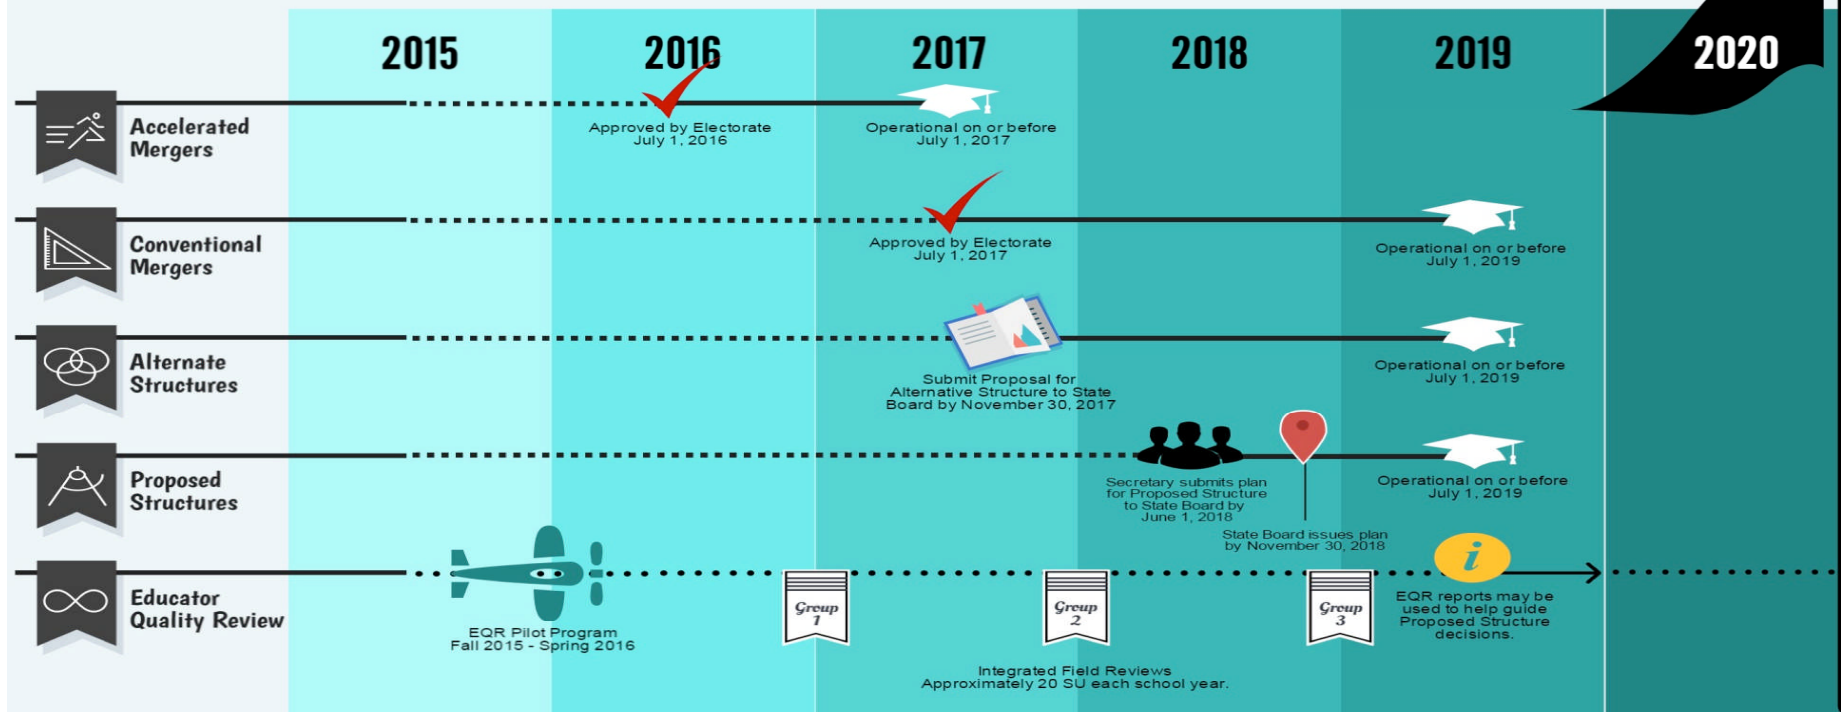 2015
2016
2017
2018
2019
2020
Accelerated
Mergers
Approved by Electorate
July 1, 2016
Operational on or before
July 1, 2017
Conventional
Mergers
Approved by Electorate
July 1, 2017
Operational on or before
July 1, 2019
Alternate
Structures
Submit Proposal for
Alternative Structure to State
Board by November 30, 2017
Operational on or before
July 1, 2019
Proposed
Structures
Secretary submits plan
for Proposed Structure
to State Board by
June 1, 2018
State Board issues plan
by November 30, 2018
Operational on or before
July 1, 2019
Educator
Quality Review
EQR Pilot Program
Fall 2015 - Spring 2016
Group
1
Group
2
Group
3
Integrated Field Reviews
Approximately 20 SU each school year.
i
EQR reports may be
used to help guide
Proposed Structure
decisions.